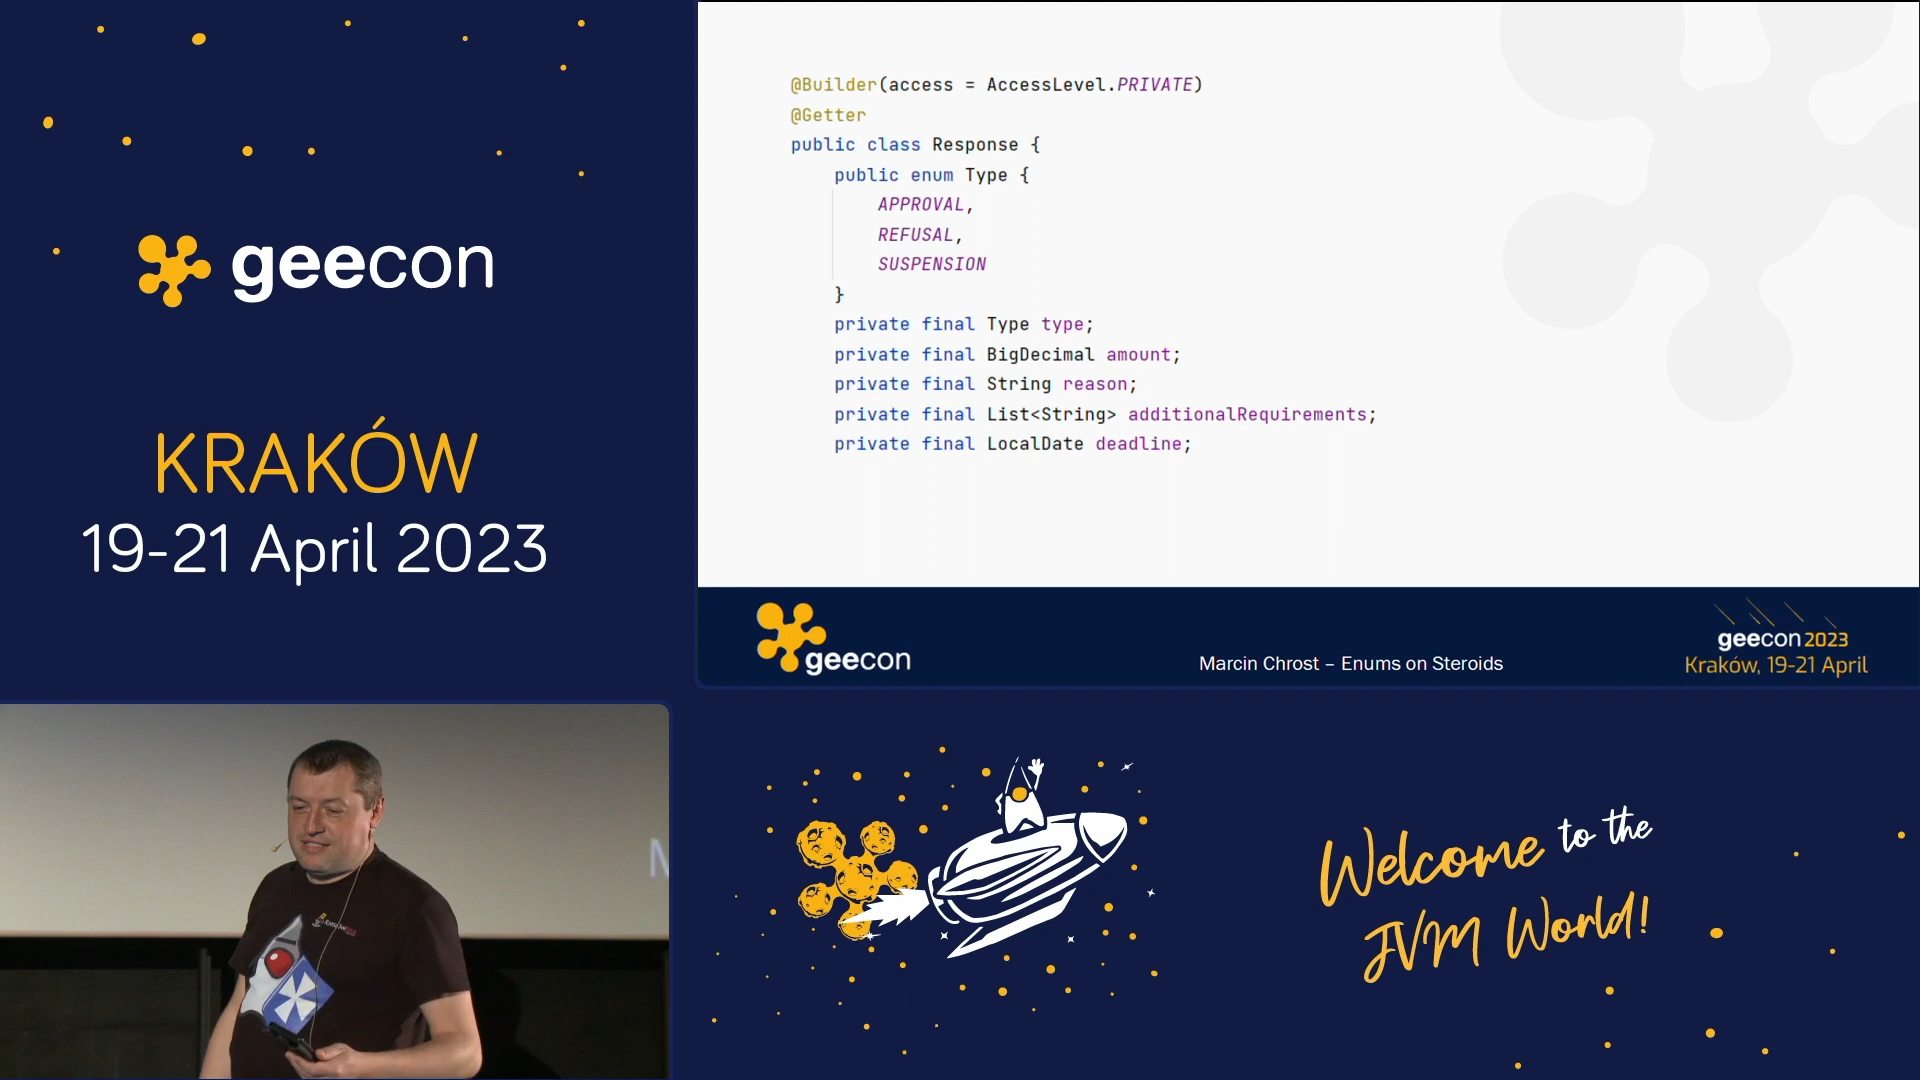 geecon
KRAKÓW
19-21 April 2023
@Builder(access = AccessLevel.PRIVATE)
@Getter
public class Response {
public enum Type {
APPROVAL,
REFUSAL,
SUSPENSION
}
private final Type type;
private final BigDecimal amount;
private final String reason;
private final List<String> additionalRequirements;
private final LocalDate deadline;
geecon
Marcin Chrost – Enums on Steroids
geecon 2023
Kraków, 19-21 April
Welcome to the
JVM World!